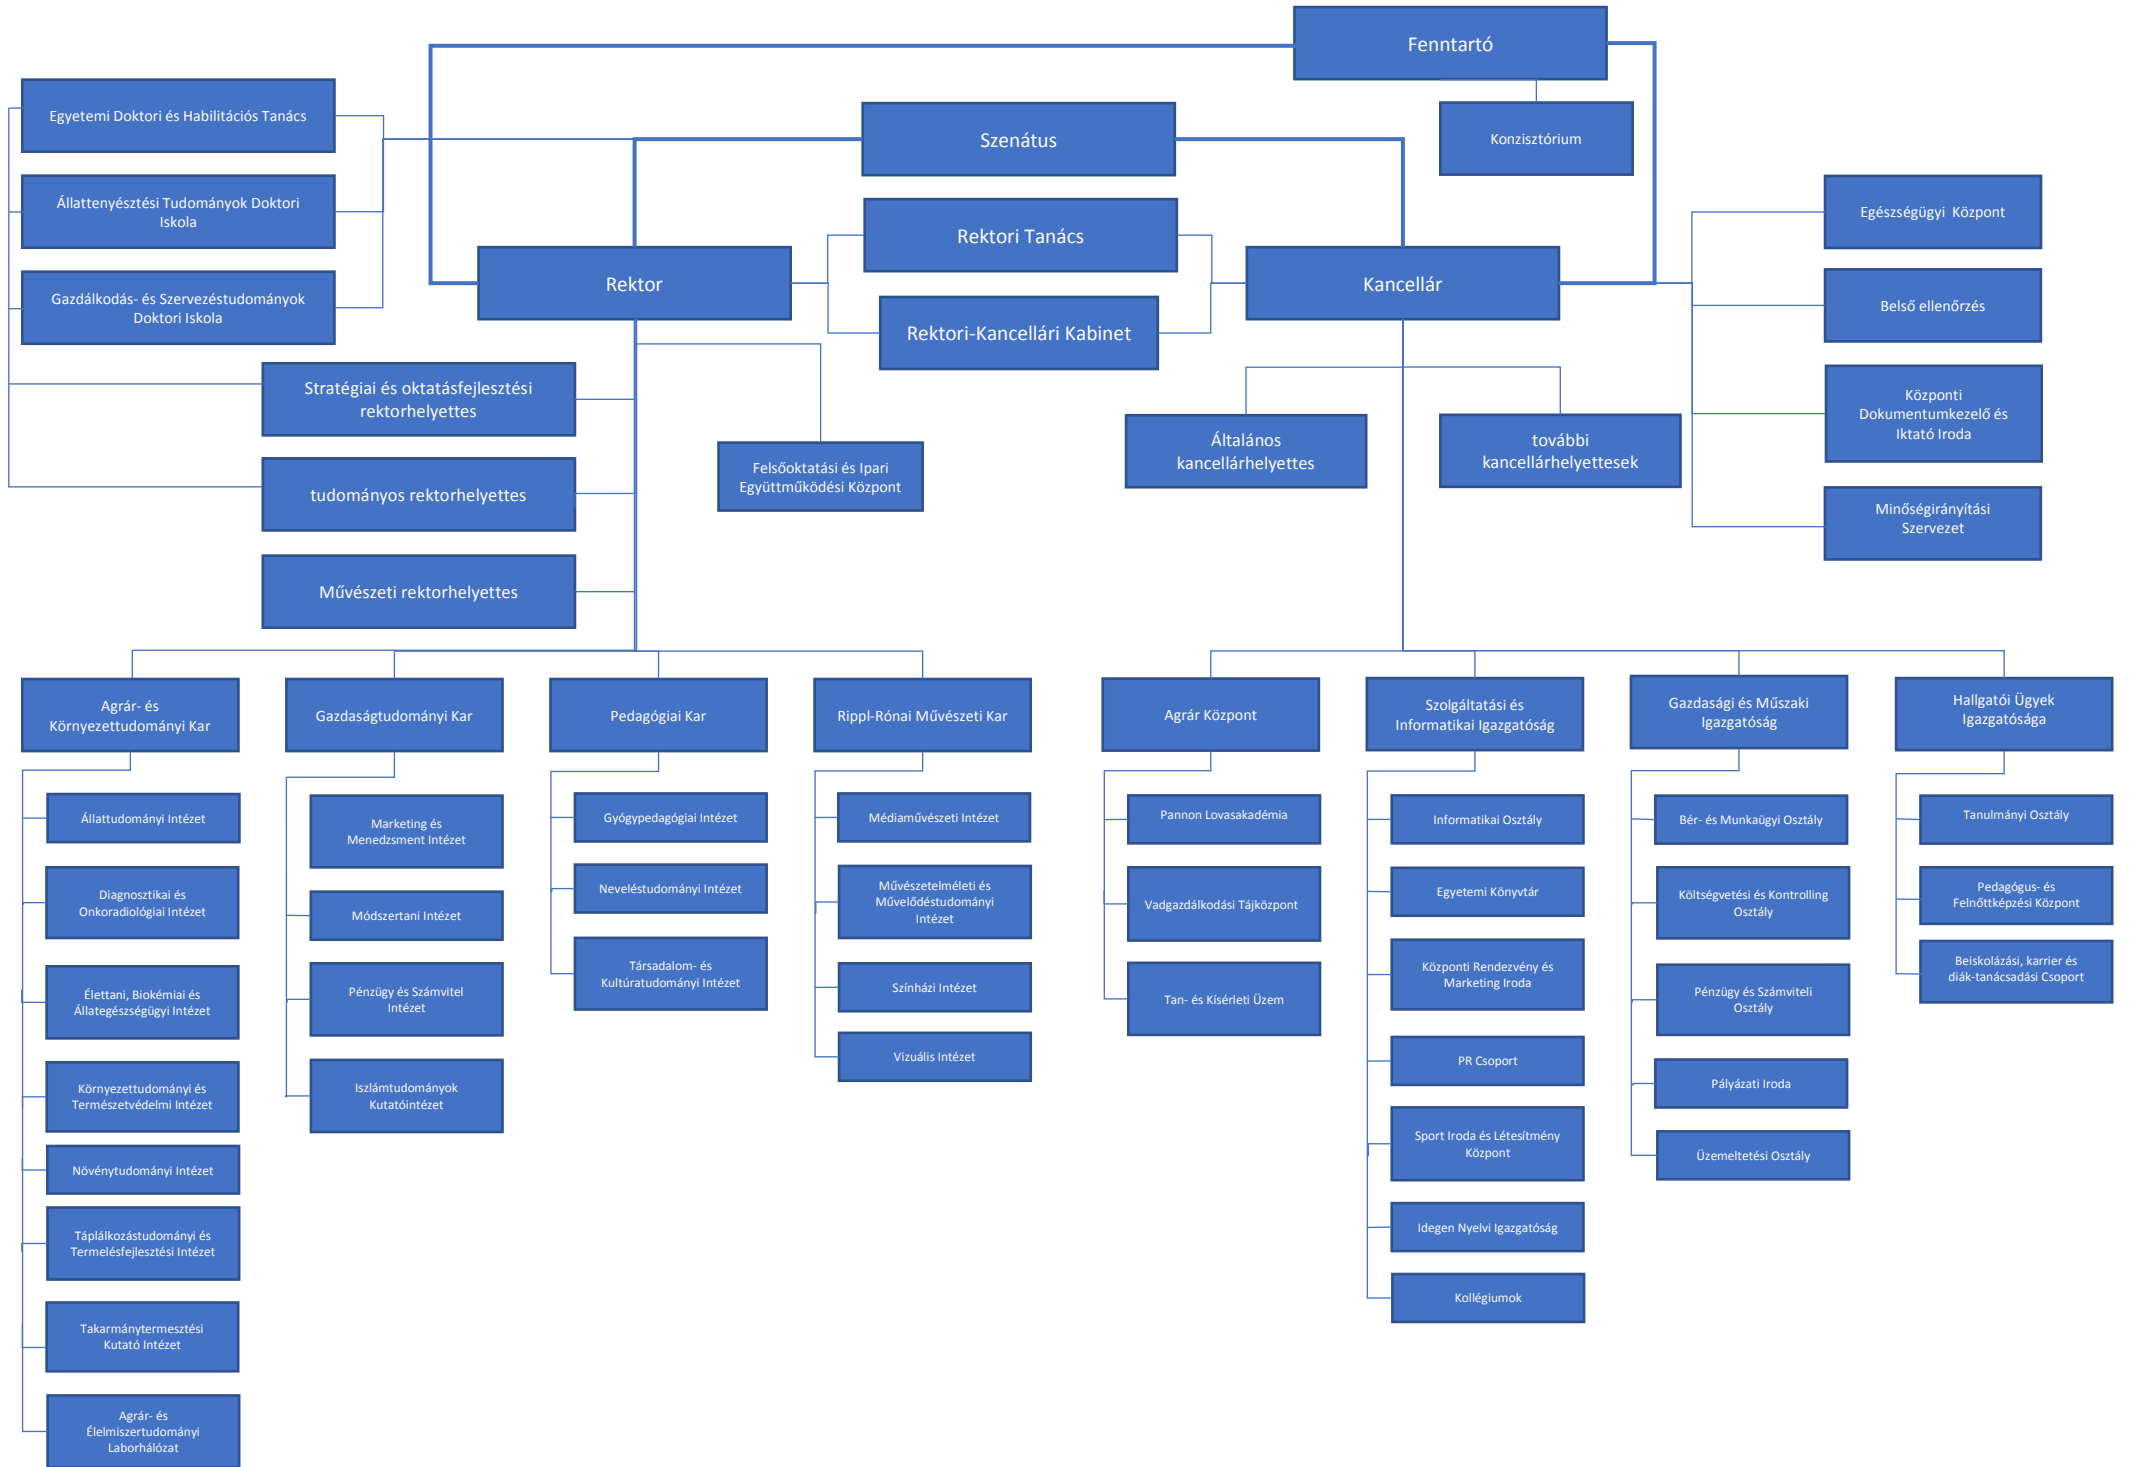 Fenntartó
Konzisztórium
Szenátus
Egyetemi Doktori és Habilitációs Tanács
Állattenyésztési Tudományok Doktori
Iskola
Gazdálkodás- és Szervezéstudományok
Doktori Iskola
Rektori Tanács
Rektor
Kancellár
Rektori-Kancellári Kabinet
Egészségügyi Központ
Belső ellenőrzés
Központi
Dokumentumkezelő és
Iktató Iroda
Minőségirányítási
Szervezet
Stratégiai és oktatásfejlesztési
rektorhelyettes
tudományos rektorhelyettes
Művészeti rektorhelyettes
Felsőoktatási és Ipari
Együttműködési Központ
Általános
kancellárhelyettes
további
kancellárhelyettesek
Agrár- és
Környezettudományi Kar
Gazdaságtudományi Kar
Pedagógiai Kar
Rippl-Rónai Művészeti Kar
Agrár Központ
Szolgáltatási és
Informatikai Igazgatóság
Gazdasági és Műszaki
Igazgatóság
Hallgatói Ügyek
Igazgatósága
Állattudományi Intézet
Diagnosztikai és
Onkoradiológiai Intézet
Élettani, Biokémiai és
Állategészségügyi Intézet
Környezettudományi és
Természetvédelmi Intézet
Növénytudományi Intézet
Táplálkozástudományi és
Termelésfejlesztési Intézet
Takarmánytermesztési
Kutató Intézet
Agrár- és
Élelmiszertudományi
Laborhálózat
Marketing és
Menedzsment Intézet
Módszertani Intézet
Pénzügy és Számvitel
Intézet
Iszlámtudományok
Kutatóintézet
Gyógypedagógiai Intézet
Neveléstudományi Intézet
Társadalom- és
Kultúratudományi Intézet
Médiaművészeti Intézet
Művészetelméleti és
Művelődéstudományi
Intézet
Színházi Intézet
Vizuális Intézet
Pannon Lovasakadémia
Vadgazdálkodási Tájközpont
Tan- és Kísérleti Üzem
Informatikai Osztály
Egyetemi Könyvtár
Központi Rendezvény és
Marketing Iroda
PR Csoport
Sport Iroda és Létesítmény
Központ
Idegen Nyelvi Igazgatóság
Kollégiumok
Bér- és Munkaügyi Osztály
Költségvetési és Kontrolling
Osztály
Pénzügy és Számviteli
Osztály
Pályázati Iroda
Üzemeltetési Osztály
Tanulmányi Osztály
Pedagógus- és
Felnőttképzési Központ
Beiskolázási, karrier és
diák-tanácsadási Csoport